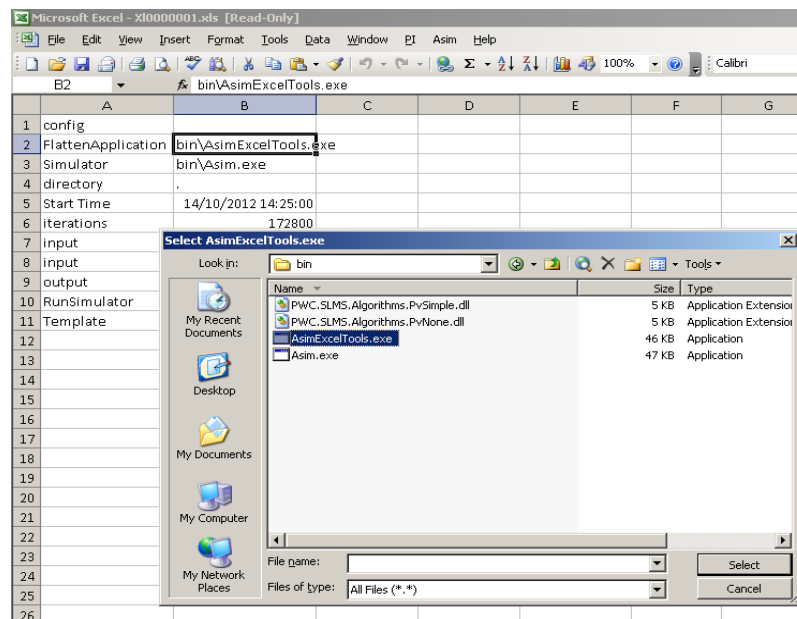 Microsoft Excel - Xl0000001.xls [Read-Only]
File Edit View Insert Format Tools Data Window PI Asim Help
100% Calibri
B2 fx bin\AsimExcelTools.exe
A B C D E F G
1 config
2 FlattenApplication bin\AsimExcelTools.exe
3 Simulator bin\Asim.exe
4 directory .
5 Start Time 14/10/2012 14:25:00
6 iterations 172800
7 input
8 input
9 output
10 RunSimulator
11 Template
12
13
14
15
16
17
18
19
20
21
22
23
24
25
26
Select AsimExcelTools.exe
Look in: bin Tools
Name Size Type
PWC.SLMS.Algorithms.PvSimple.dll 5 KB Application Extension
PWC.SLMS.Algorithms.PvNone.dll 5 KB Application Extension
AsimExcelTools.exe 46 KB Application
Asim.exe 47 KB Application
My Recent Documents
Desktop
My Documents
My Computer
My Network Places
File name: Select
Files of type: All Files (*.*) Cancel